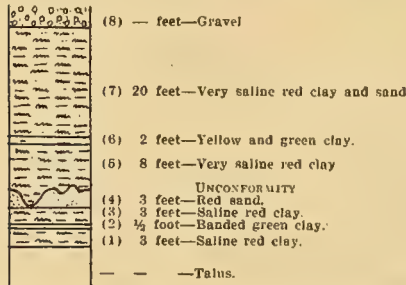 (8) — feet—Gravel
(7) 20 feet—Very saline red clay and sand
(6) 2 feet—Yellow and green clay.
(5) 8 feet—Very saline red clay
UNCONFORMITY
(4) 3 feet—Red sand.
(3) 3 feet—Saline red clay.
(2) ½ foot—Banded green clay.
(1) 3 feet—Saline red clay.
— — —Talus.